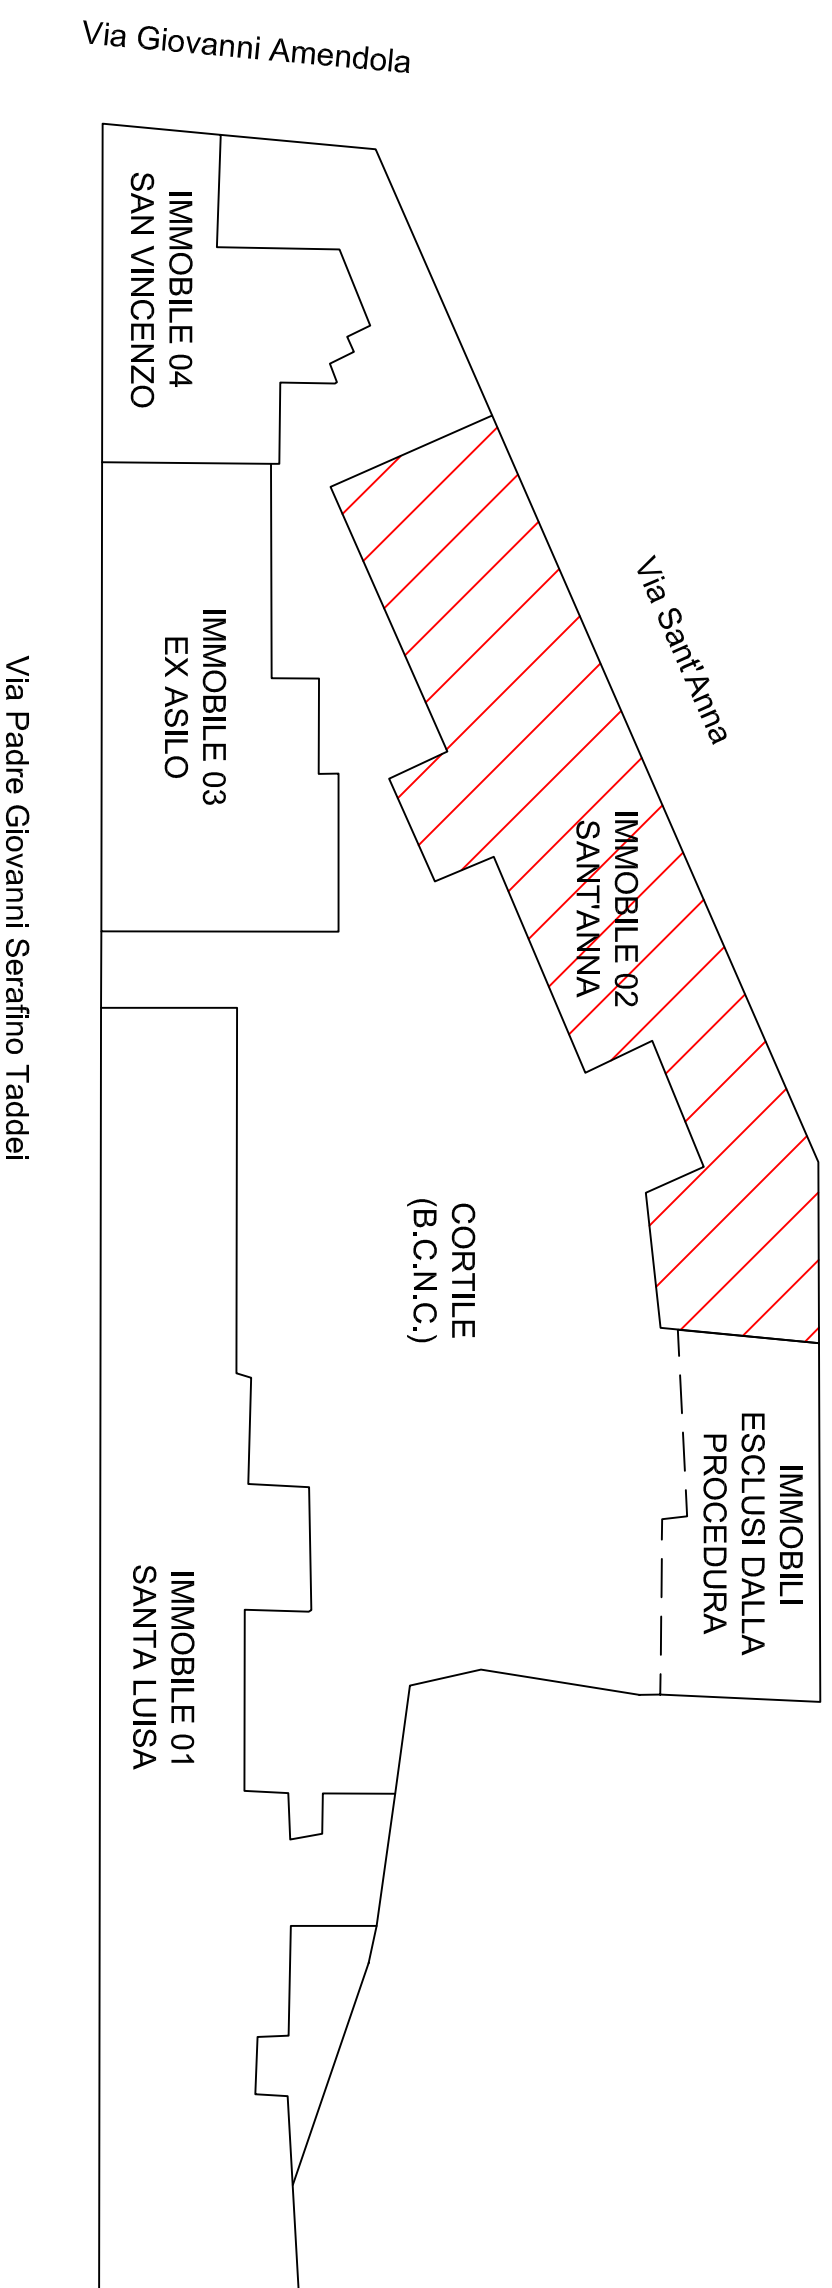 Via Giovanni Amendola
IMMOBILE 04
SAN VINCENZO
Via Sant'Anna
IMMOBILE 03
EX ASILO
IMMOBILE 02
SANT'ANNA
Via Padre Giovanni Serafino Taddei
CORTILE
(B.C.N.C.)
IMMOBILI
ESCLUSI DALLA
PROCEDURA
IMMOBILE 01
SANTA LUISA